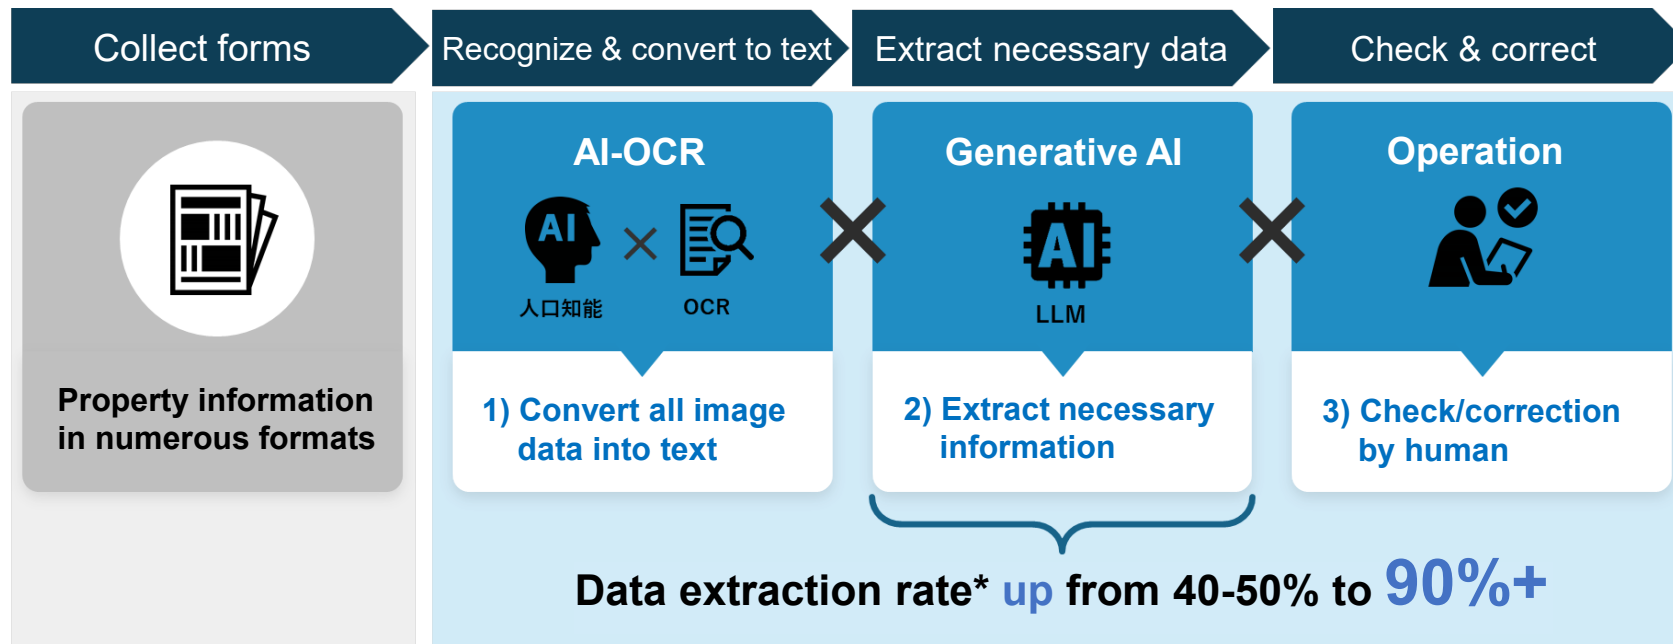 Collect forms
Recognize & convert to text
Extract necessary data
Check & correct
Property information
in numerous formats
AI-OCR
AI
人口知能
OCR
1) Convert all image
data into text
Generative AI
AI
LLM
2) Extract necessary
information
Operation
3) Check/correction
by human
Data extraction rate* up from 40-50% to 90%+